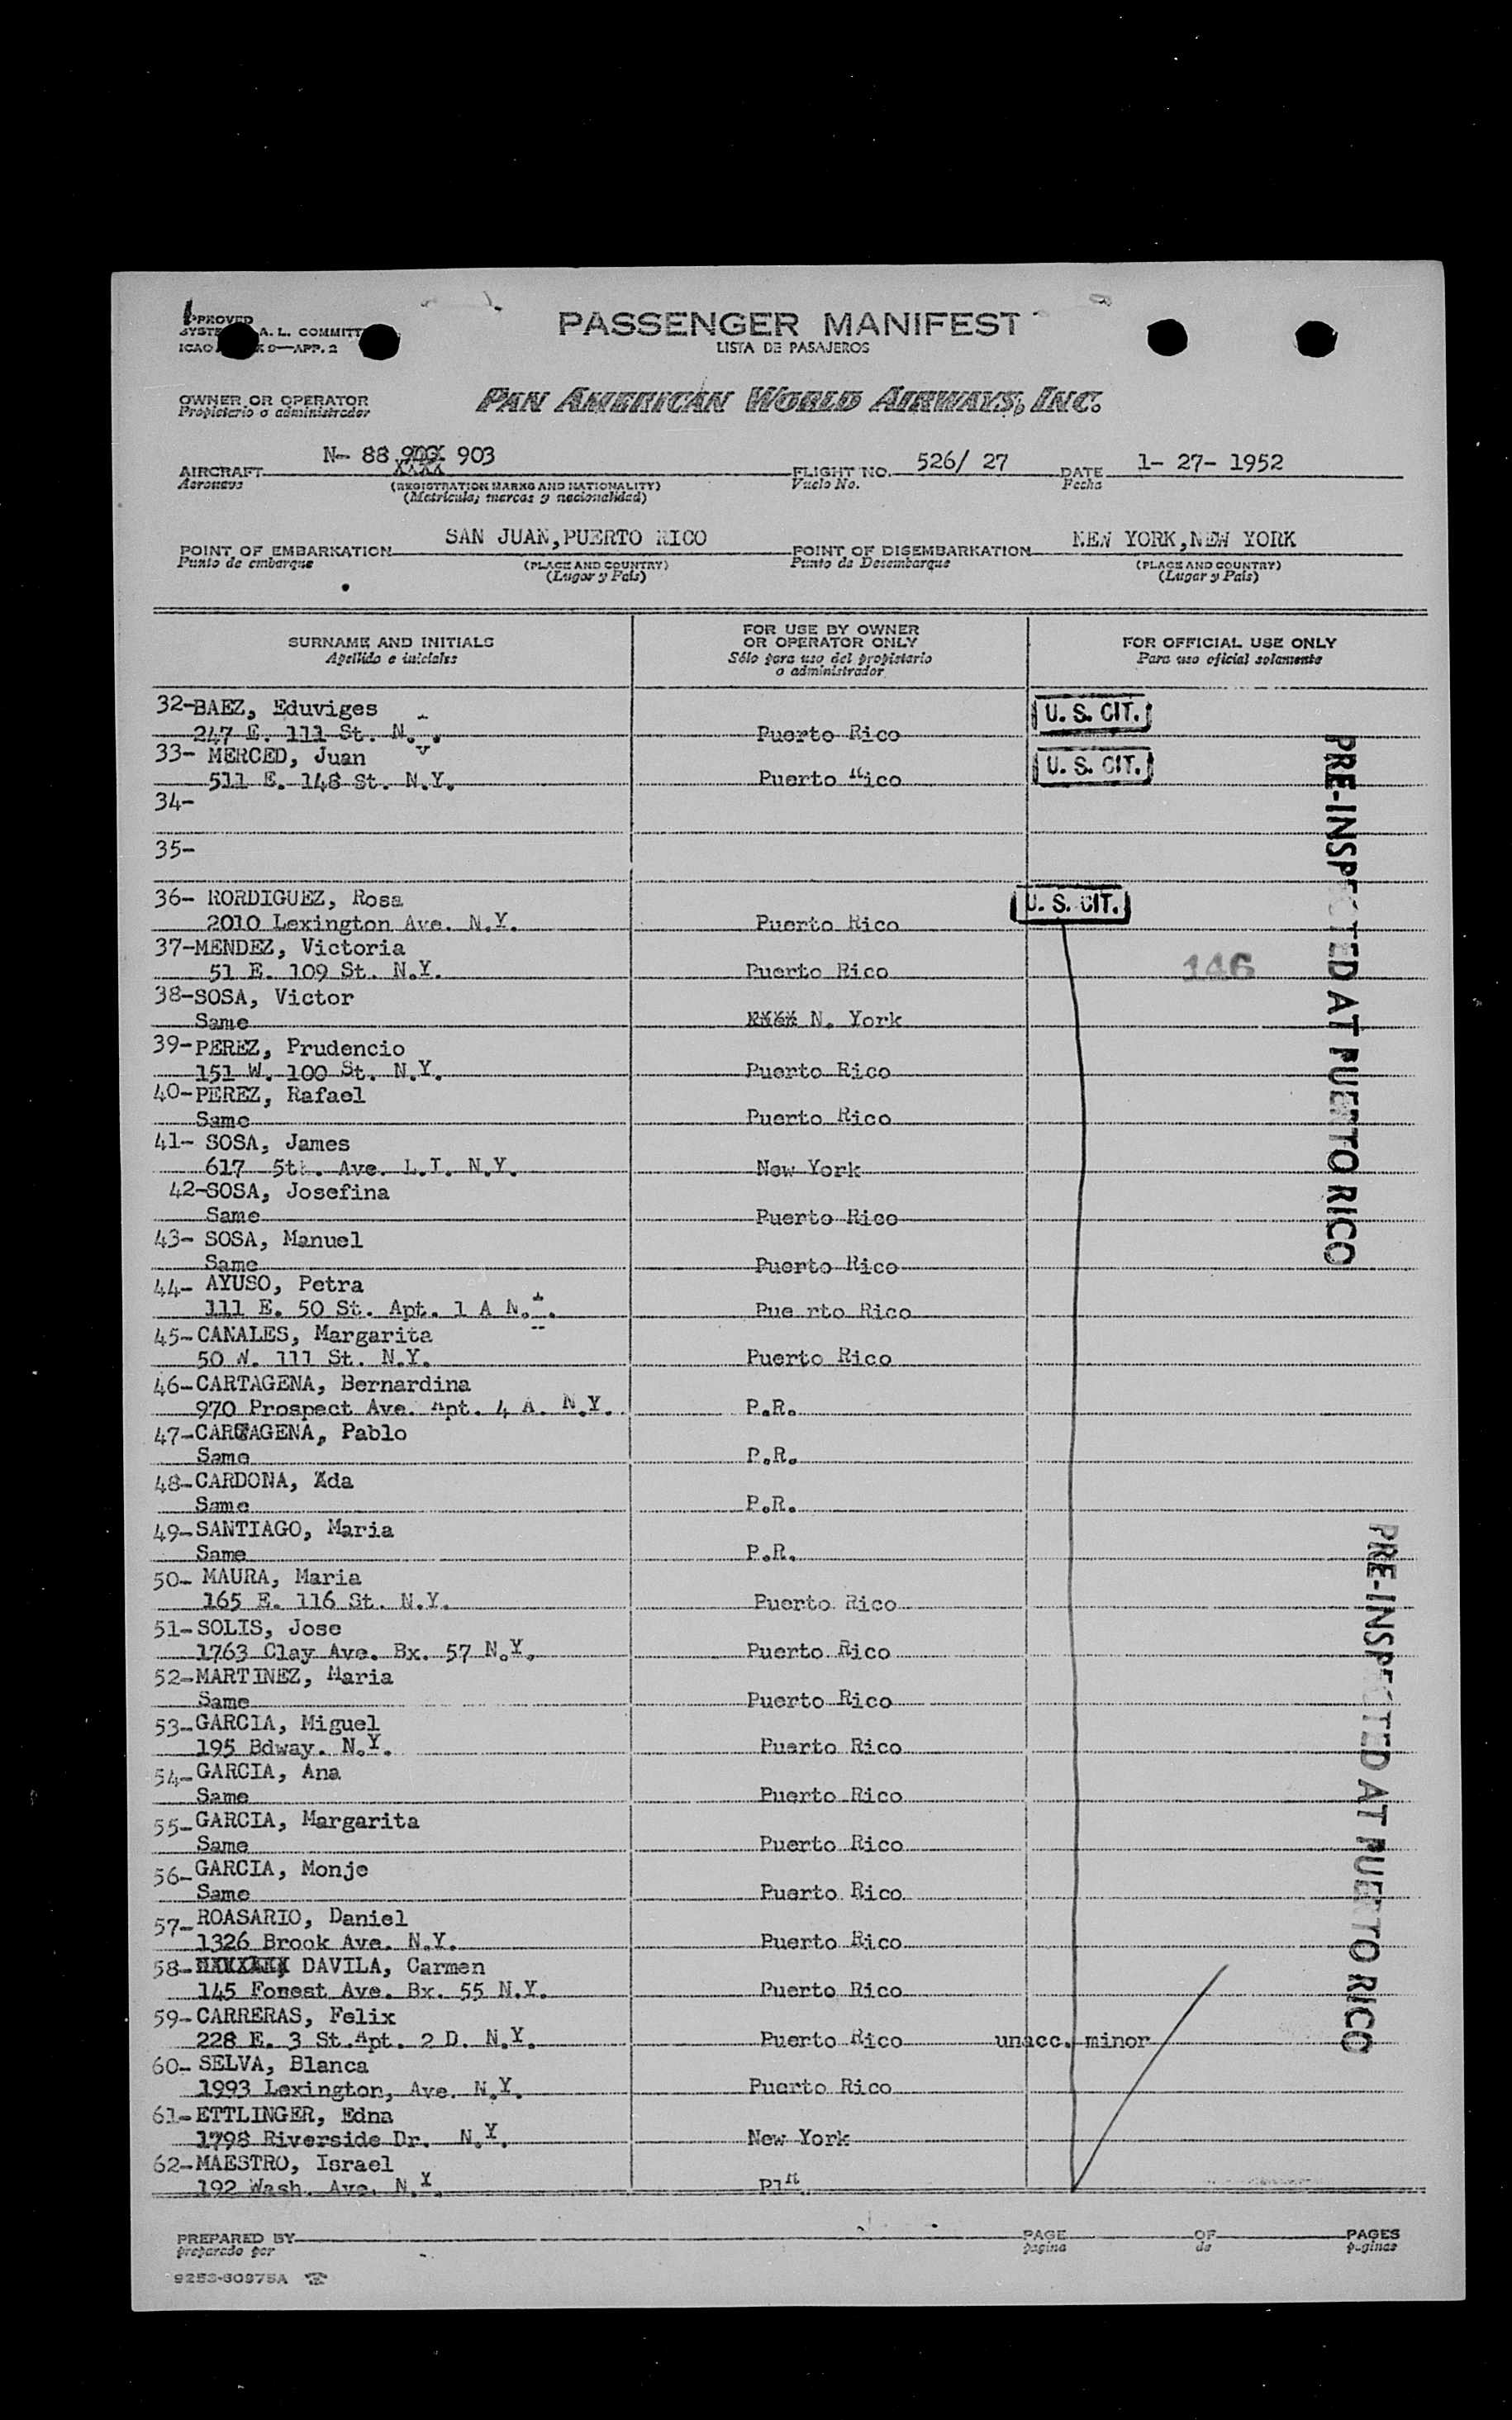 APPROVED
PASSENGER MANIFEST
A. L. COMMITT
LISTA DE PASAJEROS
ICAO 9—APP. 2
OWNER OR OPERATOR
Propietario o administrador
PAN AMERICAN WORLD AIRWAYS, INC.
AIRCRAFT N- 88 903 FLIGHT NO. 526/ 27 DATE 1- 27- 1952
Aeronave (REGISTRATION MARKS AND NATIONALITY) Vuelo No. Fecha
(Matrícula, marcas y nacionalidad)
POINT OF EMBARKATION SAN JUAN,PUERTO RICO POINT OF DISEMBARKATION NEW YORK,NEW YORK
Punto de embarque (PLACE AND COUNTRY) Punto de Desembarque (PLACE AND COUNTRY)
(Lugar y País) (Lugar y País)
SURNAME AND INITIALS
Apellido e iniciales
FOR USE BY OWNER
OR OPERATOR ONLY
Sólo para uso del propietario
o administrador
FOR OFFICIAL USE ONLY
Para uso oficial solamente
32-BAEZ, Eduviges U. S. CIT.
247 E. 111 St. N. . Puerto Rico
33- MERCED, Juan U. S. CIT.
511 E. 148 St. N.Y. Puerto Rico
34-
35-
36- RORDIGUEZ, Rosa U. S. CIT.
2010 Lexington Ave. N.Y. Puerto Rico
37-MENDEZ, Victoria
51 E. 109 St. N.Y. Puerto Rico 146
38-SOSA, Victor
Same N. York
39-PEREZ, Prudencio
151 W. 100 St. N.Y. Puerto Rico
40-PEREZ, Rafael
Same Puerto Rico
41- SOSA, James
617 5th. Ave. L.I. N.Y. New York
42-SOSA, Josefina
Same Puerto Rico
43- SOSA, Manuel
Same Puerto Rico
44- AYUSO, Petra
111 E. 50 St. Apt. 1 A N. . Pue rto Rico
45-CANALES, Margarita
50 W. 111 St. N.Y. Puerto Rico
46-CARTAGENA, Bernardina
970 Prospect Ave. Apt. 4 A. N.Y. P.R.
47-CARTAGENA, Pablo
Same P.R.
48-CARDONA, Ada
Same P.R.
49-SANTIAGO, Maria
Same P.R.
50- MAURA, Maria
165 E. 116 St. N.Y. Puerto Rico
51-SOLIS, Jose
1763 Clay Ave. Bx. 57 N.Y. Puerto Rico
52-MARTINEZ, Maria
Same Puerto Rico
53-GARCIA, Miguel
195 Bdway. N.Y. Puerto Rico
54-GARCIA, Ana
Same Puerto Rico
55-GARCIA, Margarita
Same Puerto Rico
56-GARCIA, Monje
Same Puerto Rico
57-ROASARIO, Daniel
1326 Brook Ave. N.Y. Puerto Rico
58- DAVILA, Carmen
145 Fonest Ave. Bx. 55 N.Y. Puerto Rico
59-CARRERAS, Felix
228 E. 3 St.Apt. 2 D. N.Y. Puerto Rico unacc. minor
60- SELVA, Blanca
1993 Lexington, Ave. N.Y. Puerto Rico
61-ETTLINGER, Edna
1798 Riverside Dr. N.Y. New York
62-MAESTRO, Israel
192 Wash. Ave. N.Y.
PRE-INSPECTED AT PUERTO RICO
PRE-INSPECTED AT PUERTO RICO
PREPARED BY PAGE OF PAGES
preparado por página de páginas
9253-60375A